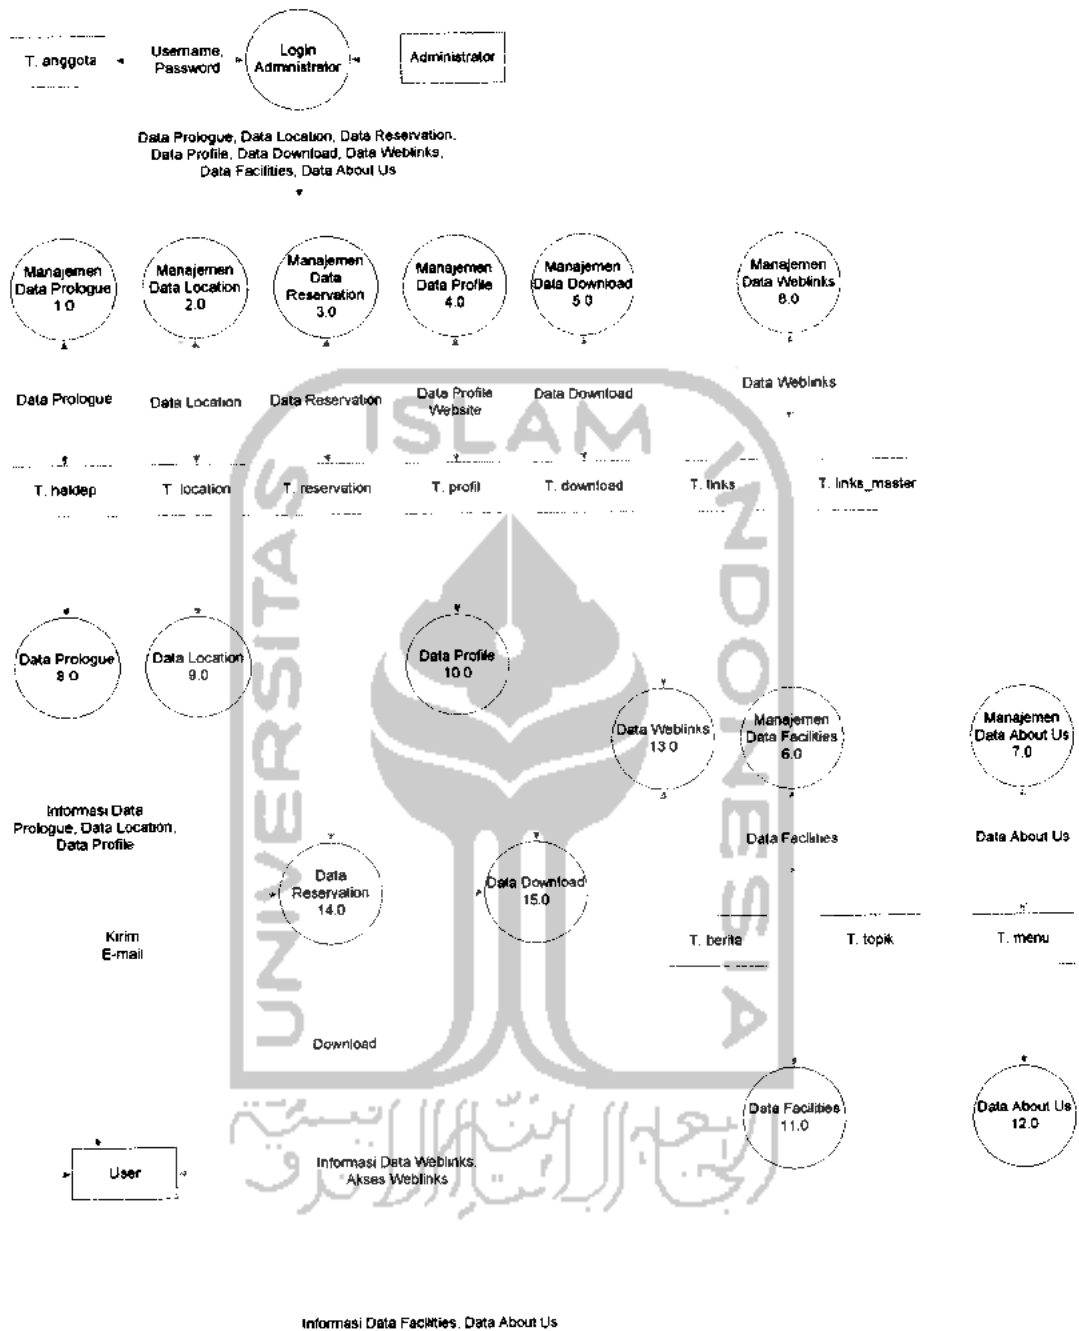 T. anggota
Username,
Password
Login
Administrator
Administrator
Data Prologue, Data Location, Data Reservation,
Data Profile, Data Download, Data Weblinks,
Data Facilities, Data About Us
Manajemen
Data Prologue
1.0
Manajemen
Data Location
2.0
Manajemen
Data
Reservation
3.0
Manajemen
Data Profile
4.0
Manajemen
Data Download
5.0
Manajemen
Data Weblinks
8.0
Data Prologue
Data Location
Data Reservation
Data Profile
Website
Data Download
Data Weblinks
T. haldep
T. location
T. reservation
T. profil
T. download
T. links
T. links_master
Data Prologue
8.0
Data Location
9.0
Data Profile
10.0
Data Weblinks
13.0
Manajemen
Data Facilities
6.0
Manajemen
Data About Us
7.0
Informasi Data
Prologue, Data Location,
Data Profile
Data Facilities
Data About Us
Data
Reservation
14.0
Data Download
15.0
Kirim
E-mail
T. berita
T. topik
T. menu
Download
Data Facilities
11.0
Data About Us
12.0
User
Informasi Data Weblinks,
Akses Weblinks
Informasi Data Facilities, Data About Us
UNIVERSITAS
ISLAM
INDONESIA